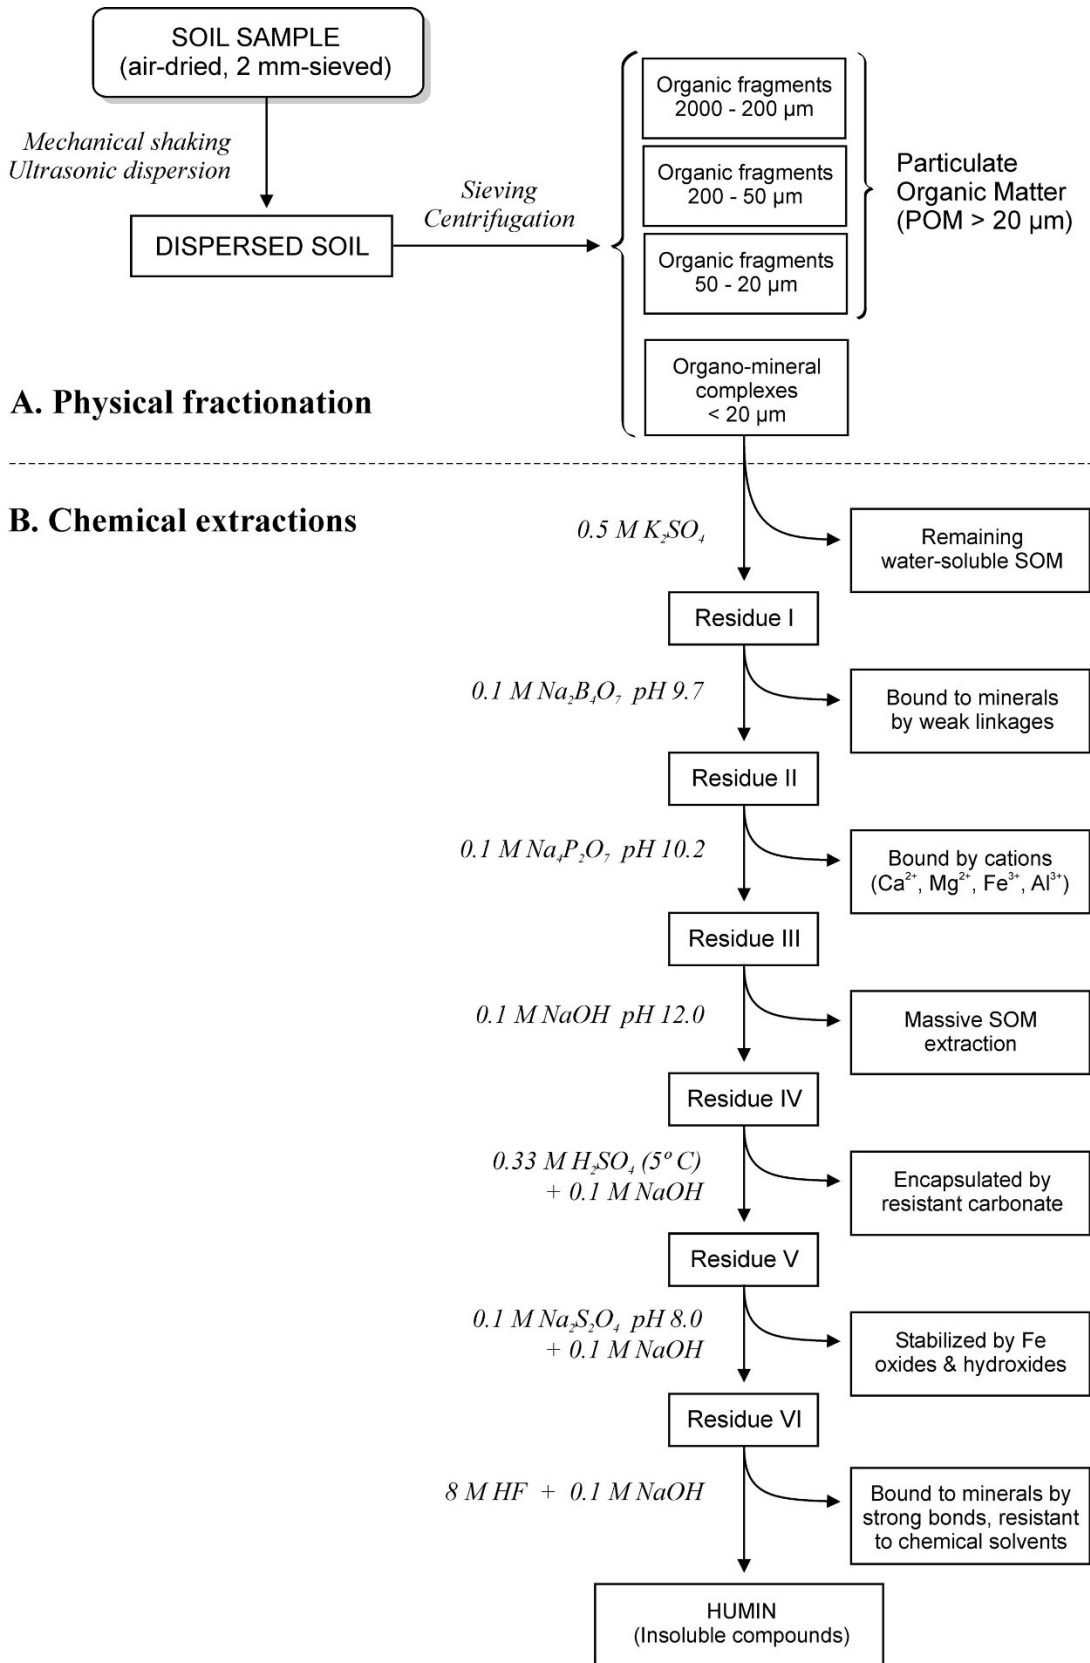 SOIL SAMPLE
(air-dried, 2 mm-sieved)
Mechanical shaking
Ultrasonic dispersion
DISPERSED SOIL
Sieving
Centrifugation
Organic fragments
2000 - 200 µm
Organic fragments
200 - 50 µm
Organic fragments
50 - 20 µm
Particulate
Organic Matter
(POM > 20 µm)
Organo-mineral
complexes
< 20 µm
A. Physical fractionation
B. Chemical extractions
0.5 M K₂SO₄
Remaining
water-soluble SOM
Residue I
0.1 M Na₂B₄O₇ pH 9.7
Bound to minerals
by weak linkages
Residue II
0.1 M Na₄P₂O₇ pH 10.2
Bound by cations
(Ca²⁺, Mg²⁺, Fe³⁺, Al³⁺)
Residue III
0.1 M NaOH pH 12.0
Massive SOM
extraction
Residue IV
0.33 M H₂SO₄ (5º C)
+ 0.1 M NaOH
Encapsulated by
resistant carbonate
Residue V
0.1 M Na₂S₂O₄ pH 8.0
+ 0.1 M NaOH
Stabilized by Fe
oxides & hydroxides
Residue VI
8 M HF + 0.1 M NaOH
Bound to minerals by
strong bonds, resistant
to chemical solvents
HUMIN
(Insoluble compounds)